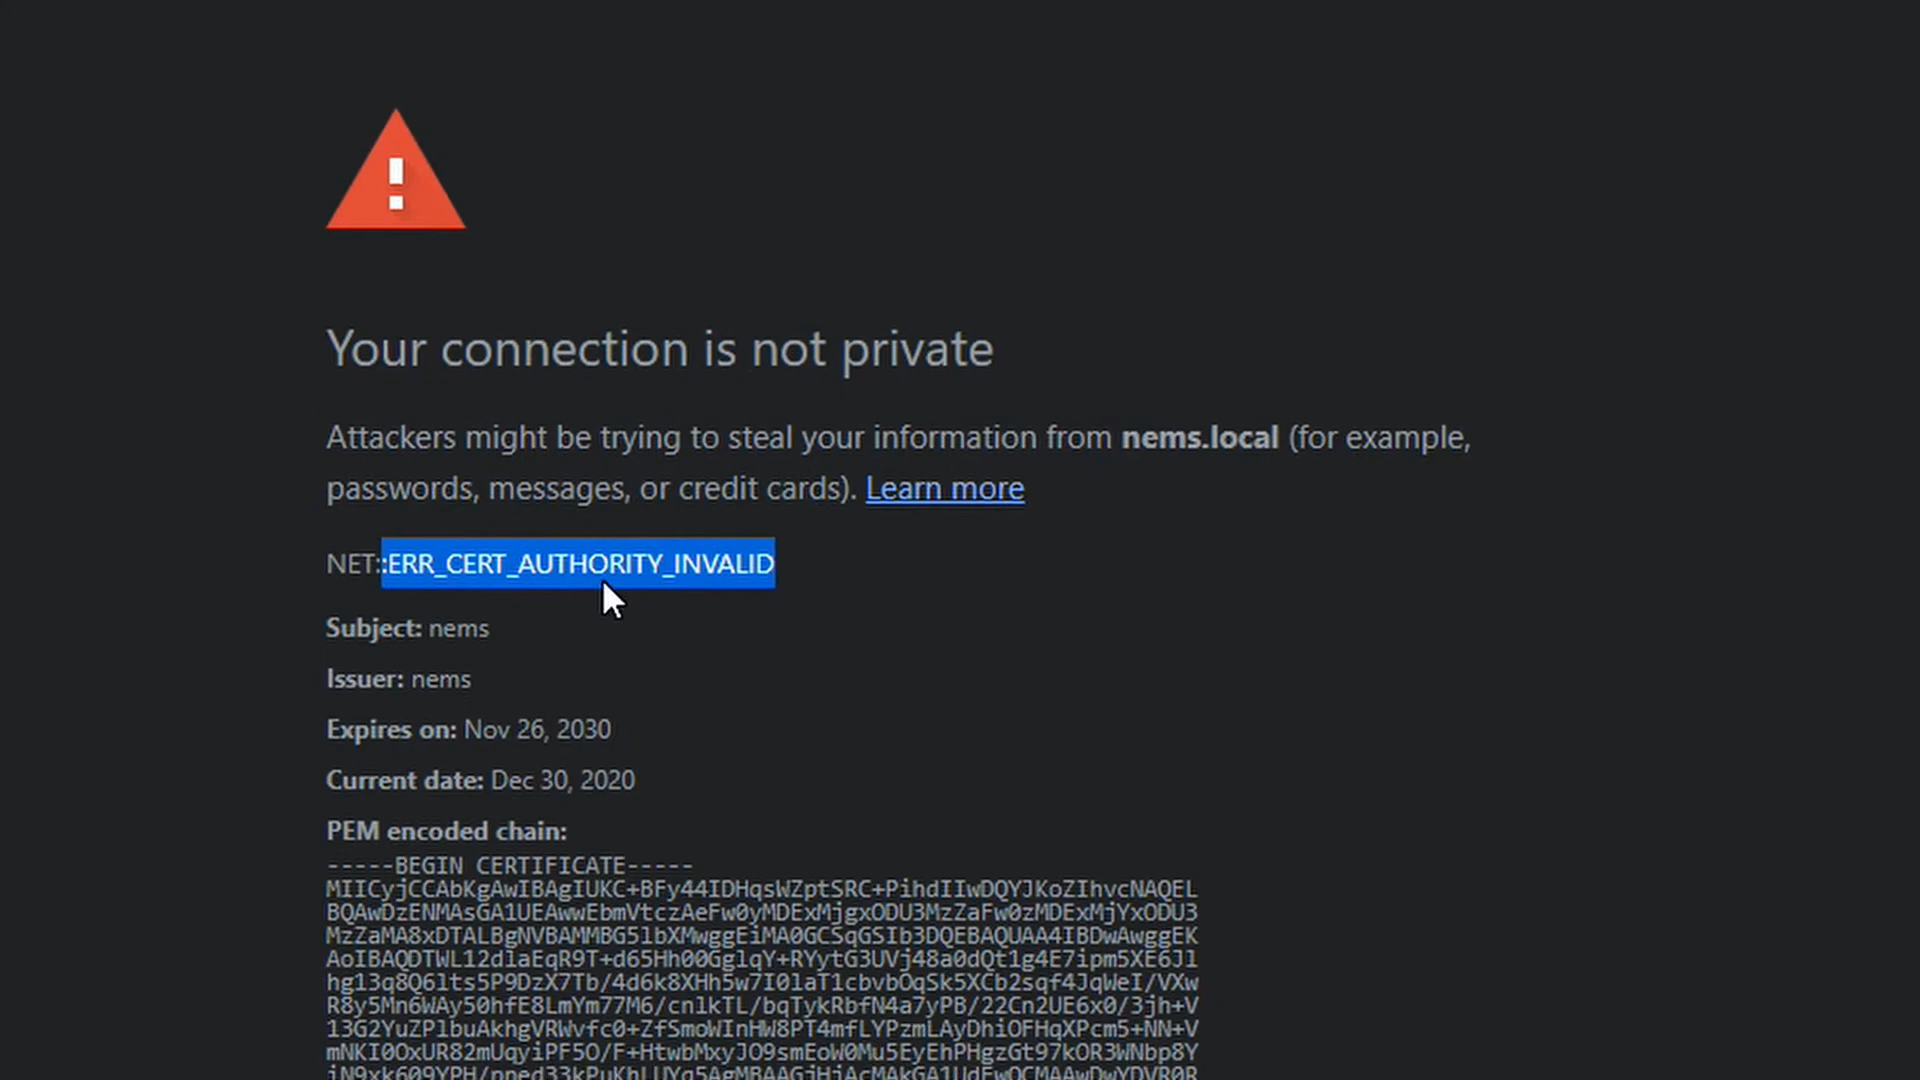 Your connection is not private
Attackers might be trying to steal your information from nems.local (for example,
passwords, messages, or credit cards). Learn more
NET::ERR_CERT_AUTHORITY_INVALID
Subject: nems
Issuer: nems
Expires on: Nov 26, 2030
Current date: Dec 30, 2020
PEM encoded chain:
-----BEGIN CERTIFICATE-----
MIICyjCCAbKgAwIBAgIUKC+BFy44IDHqsWZptSRC+PihdIIwDQYJKoZIhvcNAQEL
BQAwDzENMAsGA1UEAwwEbmVtczAeFw0yMDExMjgxODU3MzZaFw0zMDExMjYxODU3
MzZaMA8xDTALBgNVBAMMBG5lbXMwggEiMA0GCSqGSIb3DQEBAQUAA4IBDwAwggEK
AoIBAQDTWL12dlaEqR9T+d65Hh00GglqY+RYytG3UVj48a0dQt1g4E7ipm5XE6Jl
hg13q8Q6lts5P9DzX7Tb/4d6k8XHh5w7I0laT1cbvbOqSk5XCb2sqf4JqWeI/VXw
R8y5Mn6WAy50hfE8LmYm77M6/cnlkTL/bqTykRbfN4a7yPB/22Cn2UE6x0/3jh+V
13G2YuZPlbuAkhgVRWvfc0+ZfSmoWInHW8PT4mfLYPzmLAyDhiOFHqXPcm5+NN+V
mNKI0OxUR82mUqyiPF5O/F+HtwbMxyJO9smEoW0Mu5EyEhPHgzGt97kOR3WNbp8Y